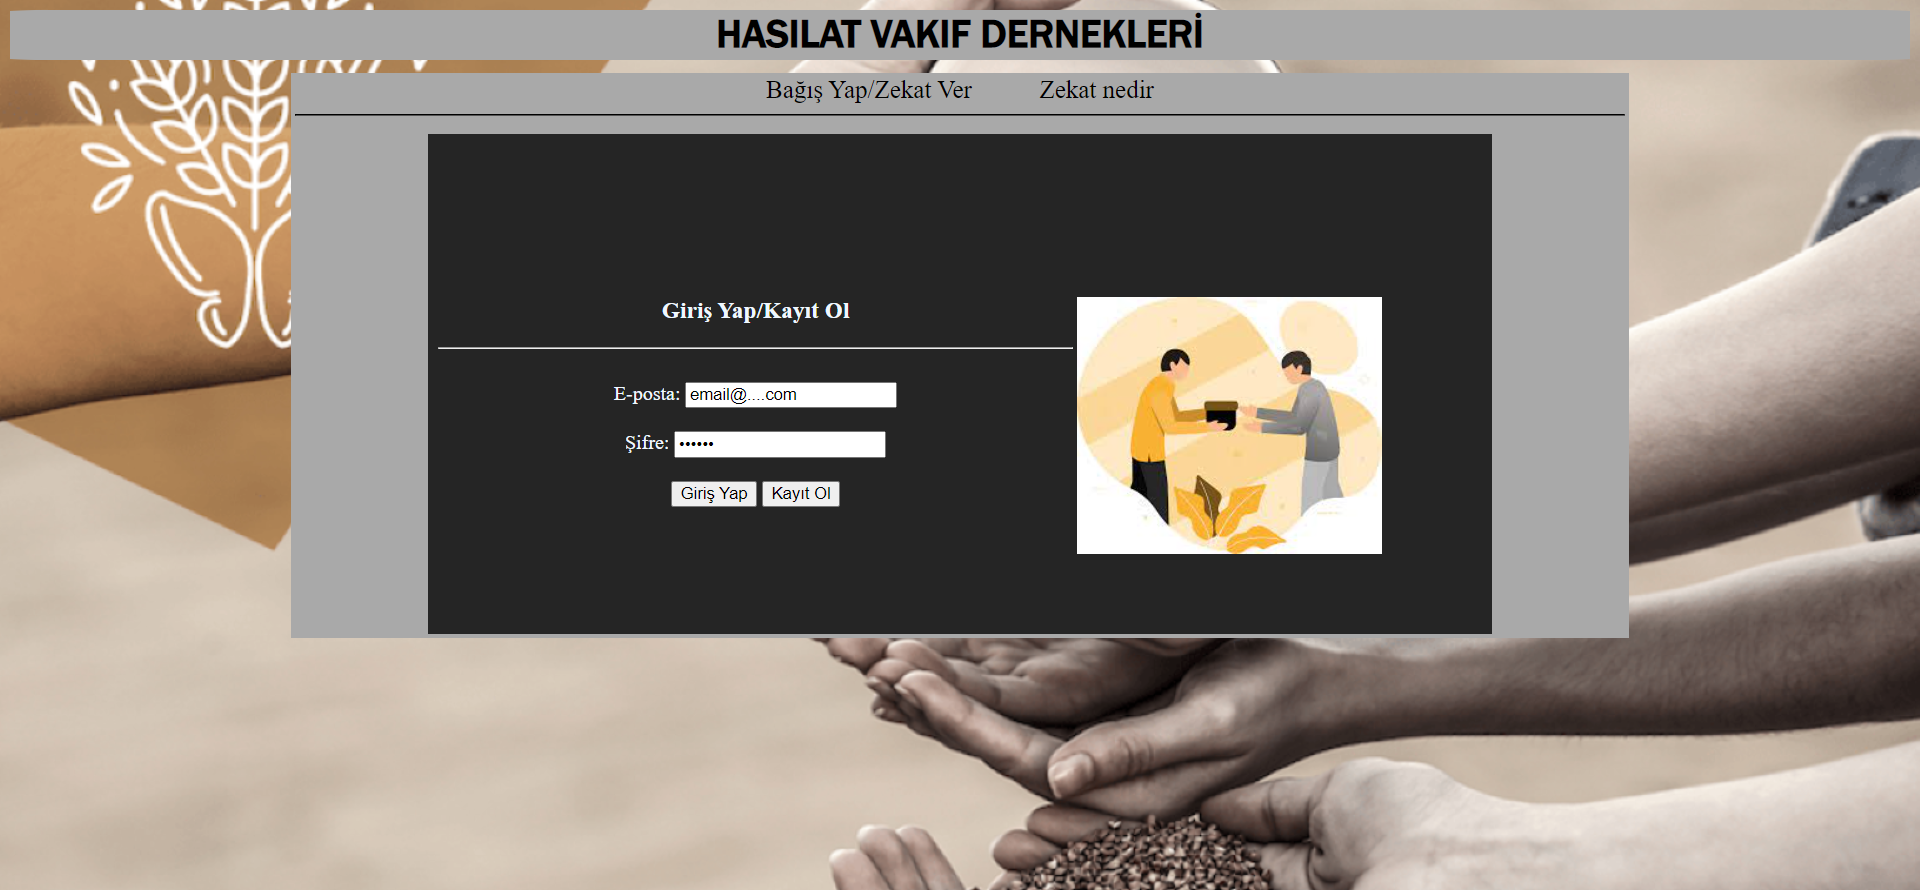 HASILAT VAKIF DERNEKLERİ
Bağış Yap/Zekat Ver Zekat nedir
Giriş Yap/Kayıt Ol
E-posta: email@....com
Şifre: ••••••
Giriş Yap Kayıt Ol